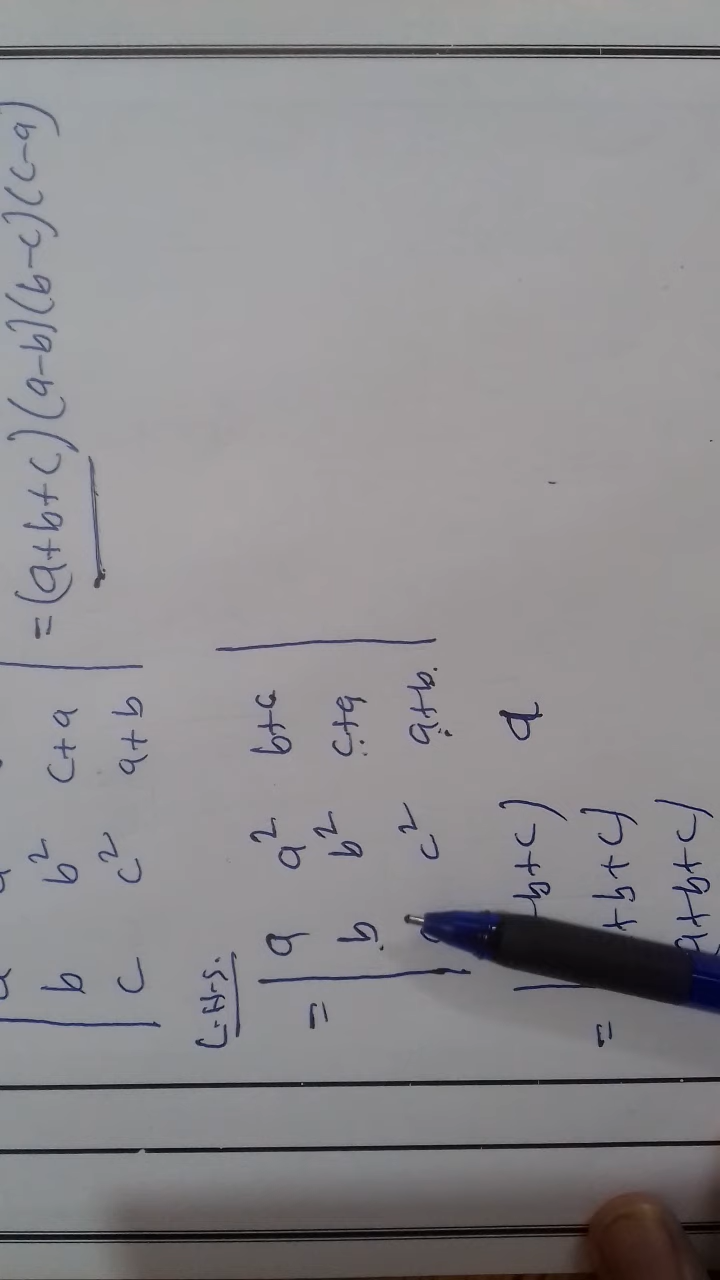 b b² c+a = (a+b+c)(a-b)(b-c)(c-a)
c c² a+b
L.H.S.
= a a² b+c
b b² c+a
c² a+b
= b+c) a
+b+c)
a+b+c)